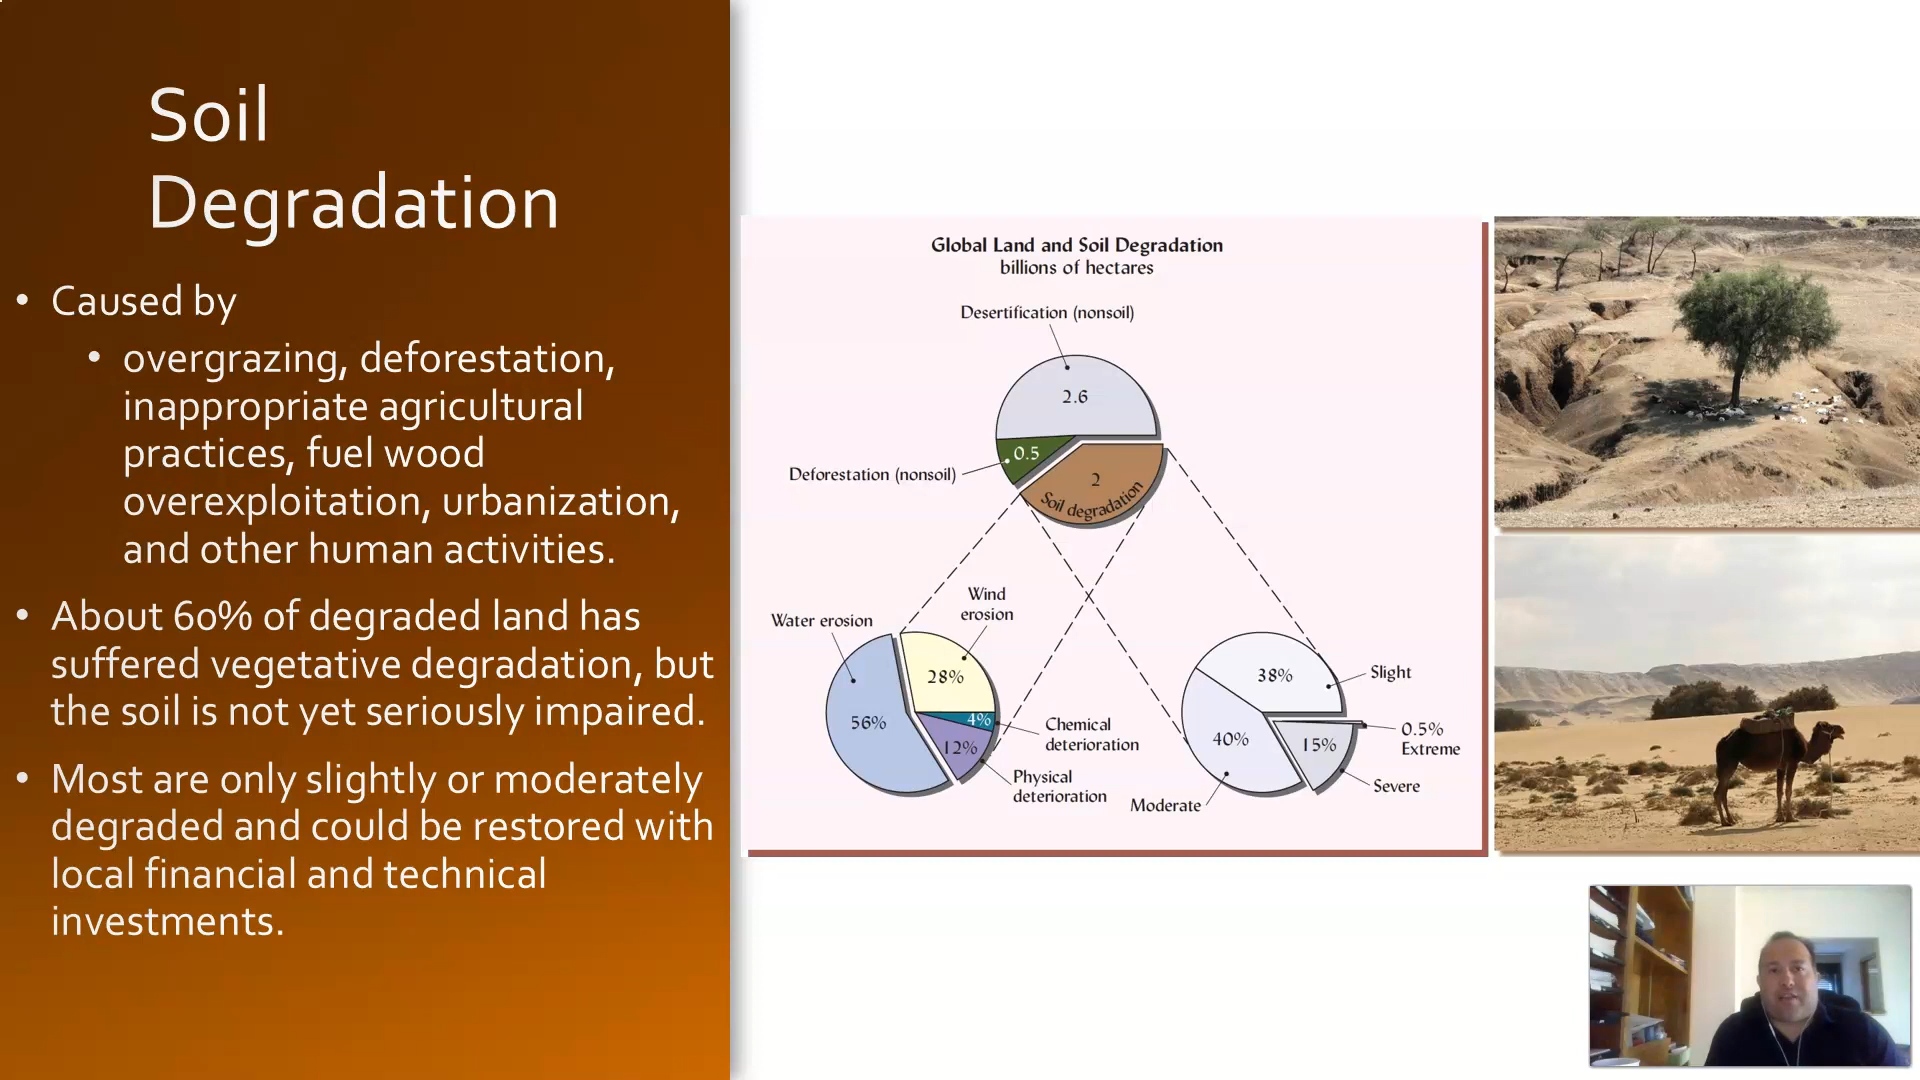 Soil
Degradation
• Caused by
• overgrazing, deforestation,
inappropriate agricultural
practices, fuel wood
overexploitation, urbanization,
and other human activities.
• About 60% of degraded land has
suffered vegetative degradation, but
the soil is not yet seriously impaired.
• Most are only slightly or moderately
degraded and could be restored with
local financial and technical
investments.
Global Land and Soil Degradation
billions of hectares
Desertification (nonsoil)
2.6
0.5
Deforestation (nonsoil)
2
Soil degradation
Wind
erosion
Water erosion
28%
56%
4%
12%
Chemical
deterioration
Physical
deterioration
38%
Slight
40%
15%
0.5%
Extreme
Severe
Moderate